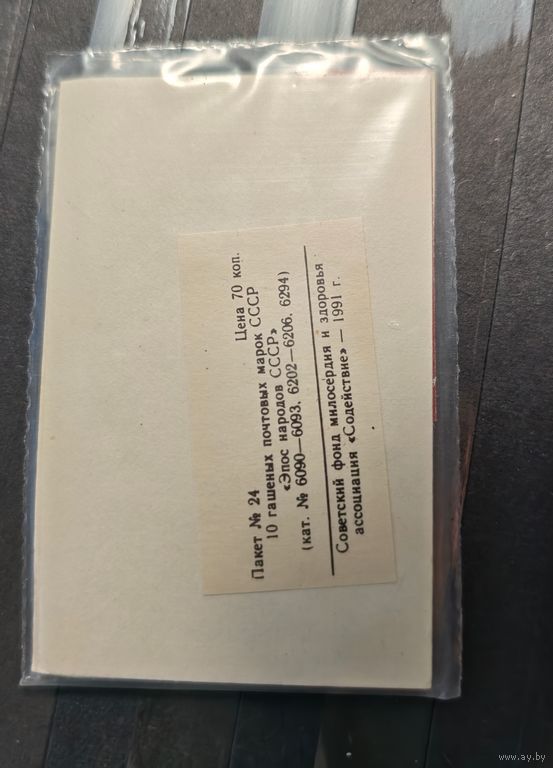 Пакет № 24 Цена 70 коп.
10 гашеных почтовых марок СССР
«Эпос народов СССР»
(кат. № 6090—6093, 6202—6206, 6294)
Советский фонд милосердия и здоровья
ассоциация «Содействие» — 1991 г.
www.ay.by